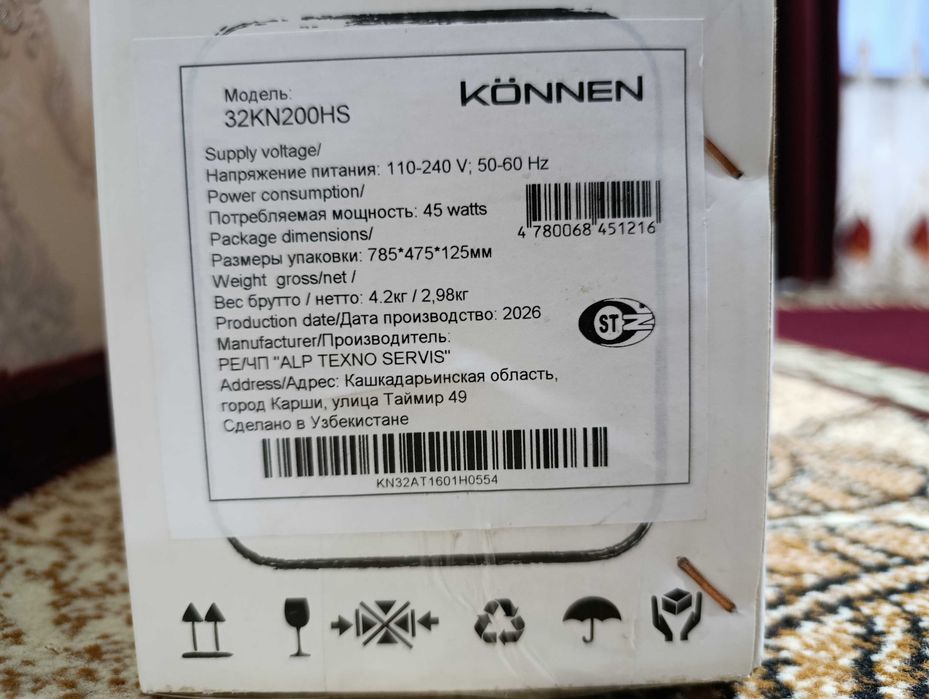 Модель:
32KN200HS
KÖNNEN
Supply voltage/
Напряжение питания: 110-240 V; 50-60 Hz
Power consumption/
Потребляемая мощность: 45 watts
Package dimensions/
Размеры упаковки: 785*475*125мм
Weight gross/net /
Вес брутто / нетто: 4.2кг / 2,98кг
Production date/Дата производство: 2026
Manufacturer/Производитель:
PE/ЧП "ALP TEXNO SERVIS"
Address/Адрес: Кашкадарьинская область,
город Карши, улица Таймир 49
Сделано в Узбекистане
4 780068 451216
ST
KN32AT1601H0554